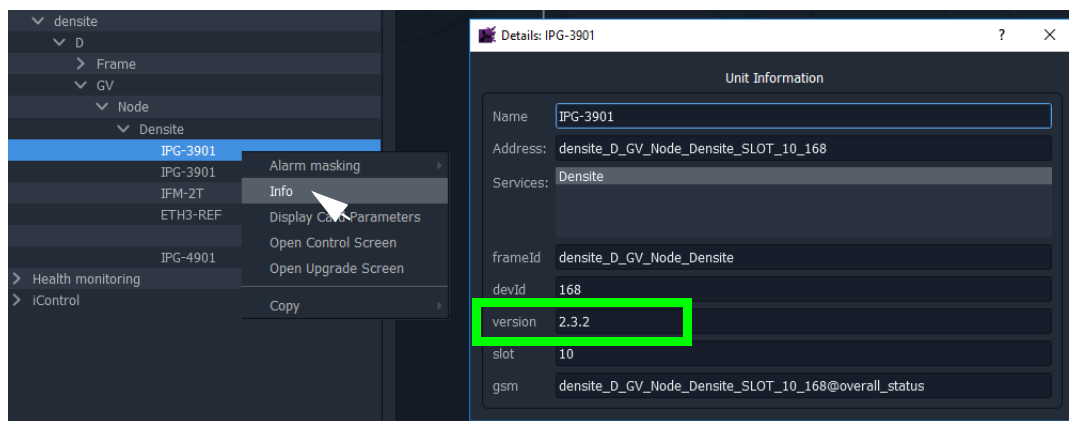 densite
D
Frame
GV
Node
Densite
IPG-3901
IPG-3901
IFM-2T
ETH3-REF
IPG-4901
Health monitoring
iControl
Alarm masking
Info
Display Card Parameters
Open Control Screen
Open Upgrade Screen
Copy
Details: IPG-3901 ?
Unit Information
Name IPG-3901
Address: densite_D_GV_Node_Densite_SLOT_10_168
Services: Densite
frameId densite_D_GV_Node_Densite
devId 168
version 2.3.2
slot 10
gsm densite_D_GV_Node_Densite_SLOT_10_168@overall_status